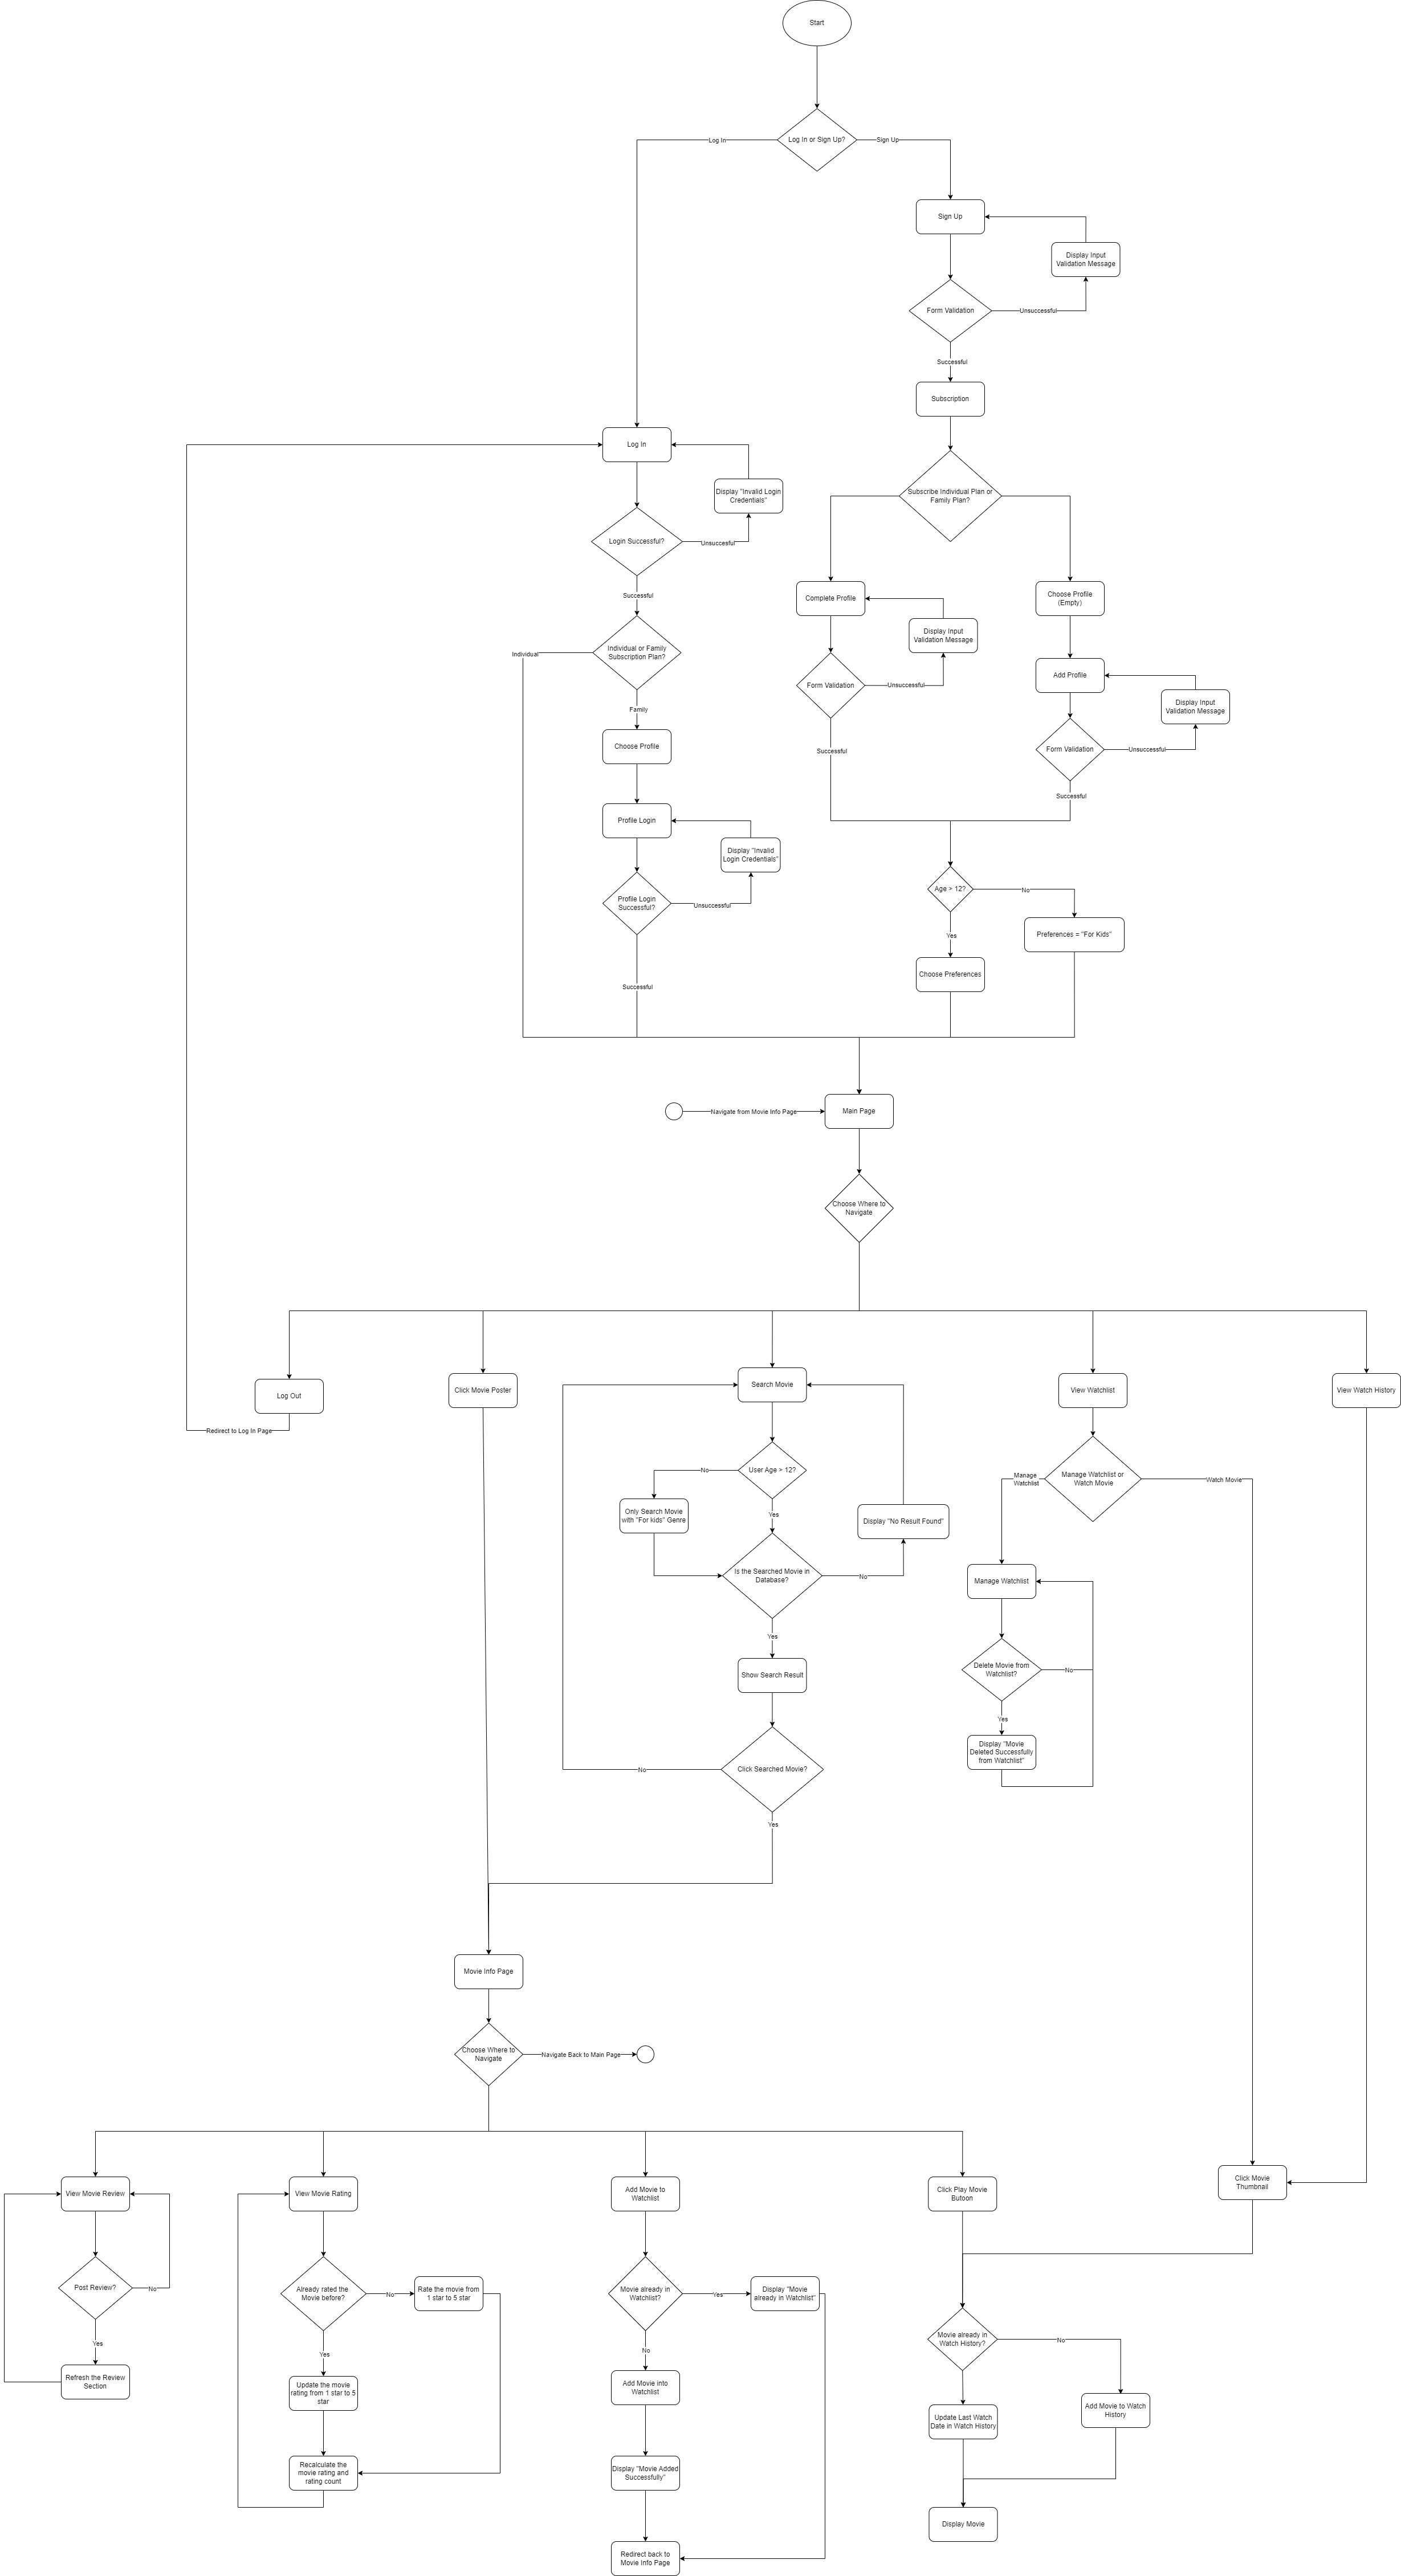 Start
Log In or Sign Up?
Log In
Sign Up
Sign Up
Display Input
Validation Message
Form Validation
Unsuccessful
Successful
Subscription
Log In
Display "Invalid Login
Credentials"
Subscribe Individual Plan or
Family Plan?
Login Successful?
Unsuccesful
Successful
Complete Profile
Choose Profile
(Empty)
Display Input
Validation Message
Individual or Family
Subscription Plan?
Individual
Form Validation
Unsuccessful
Add Profile
Display Input
Validation Message
Family
Choose Profile
Successful
Form Validation
Unsuccessful
Successful
Profile Login
Display "Invalid
Login Credentials"
Profile Login
Successful?
Unsuccessful
Age > 12?
No
Preferences = "For Kids"
Yes
Choose Preferences
Successful
Navigate from Movie Info Page
Main Page
Choose Where to
Navigate
Log Out
Redirect to Log In Page
Click Movie Poster
Search Movie
View Watchlist
View Watch History
User Age > 12?
No
Yes
Only Search Movie
with "For kids" Genre
Display "No Result Found"
Manage
Watchlist
Manage Watchlist or
Watch Movie
Watch Movie
Is the Searched Movie in
Database?
No
Yes
Manage Watchlist
Show Search Result
Delete Movie from
Watchlist?
No
Yes
Display "Movie
Deleted Successfully
from Watchlist"
Click Searched Movie?
No
Yes
Movie Info Page
Choose Where to
Navigate
Navigate Back to Main Page
View Movie Review
View Movie Rating
Add Movie to
Watchlist
Click Play Movie
Butoon
Click Movie
Thumbnail
Post Review?
No
Yes
Refresh the Review
Section
Already rated the
Movie before?
No
Rate the movie from
1 star to 5 star
Yes
Update the movie
rating from 1 star to 5
star
Recalculate the
movie rating and
rating count
Movie already in
Watchlist?
Yes
Display "Movie
already in Watchlist"
No
Add Movie into
Watchlist
Display "Movie Added
Successfully"
Redirect back to
Movie Info Page
Movie already in
Watch History?
No
Add Movie to Watch
History
Update Last Watch
Date in Watch History
Display Movie